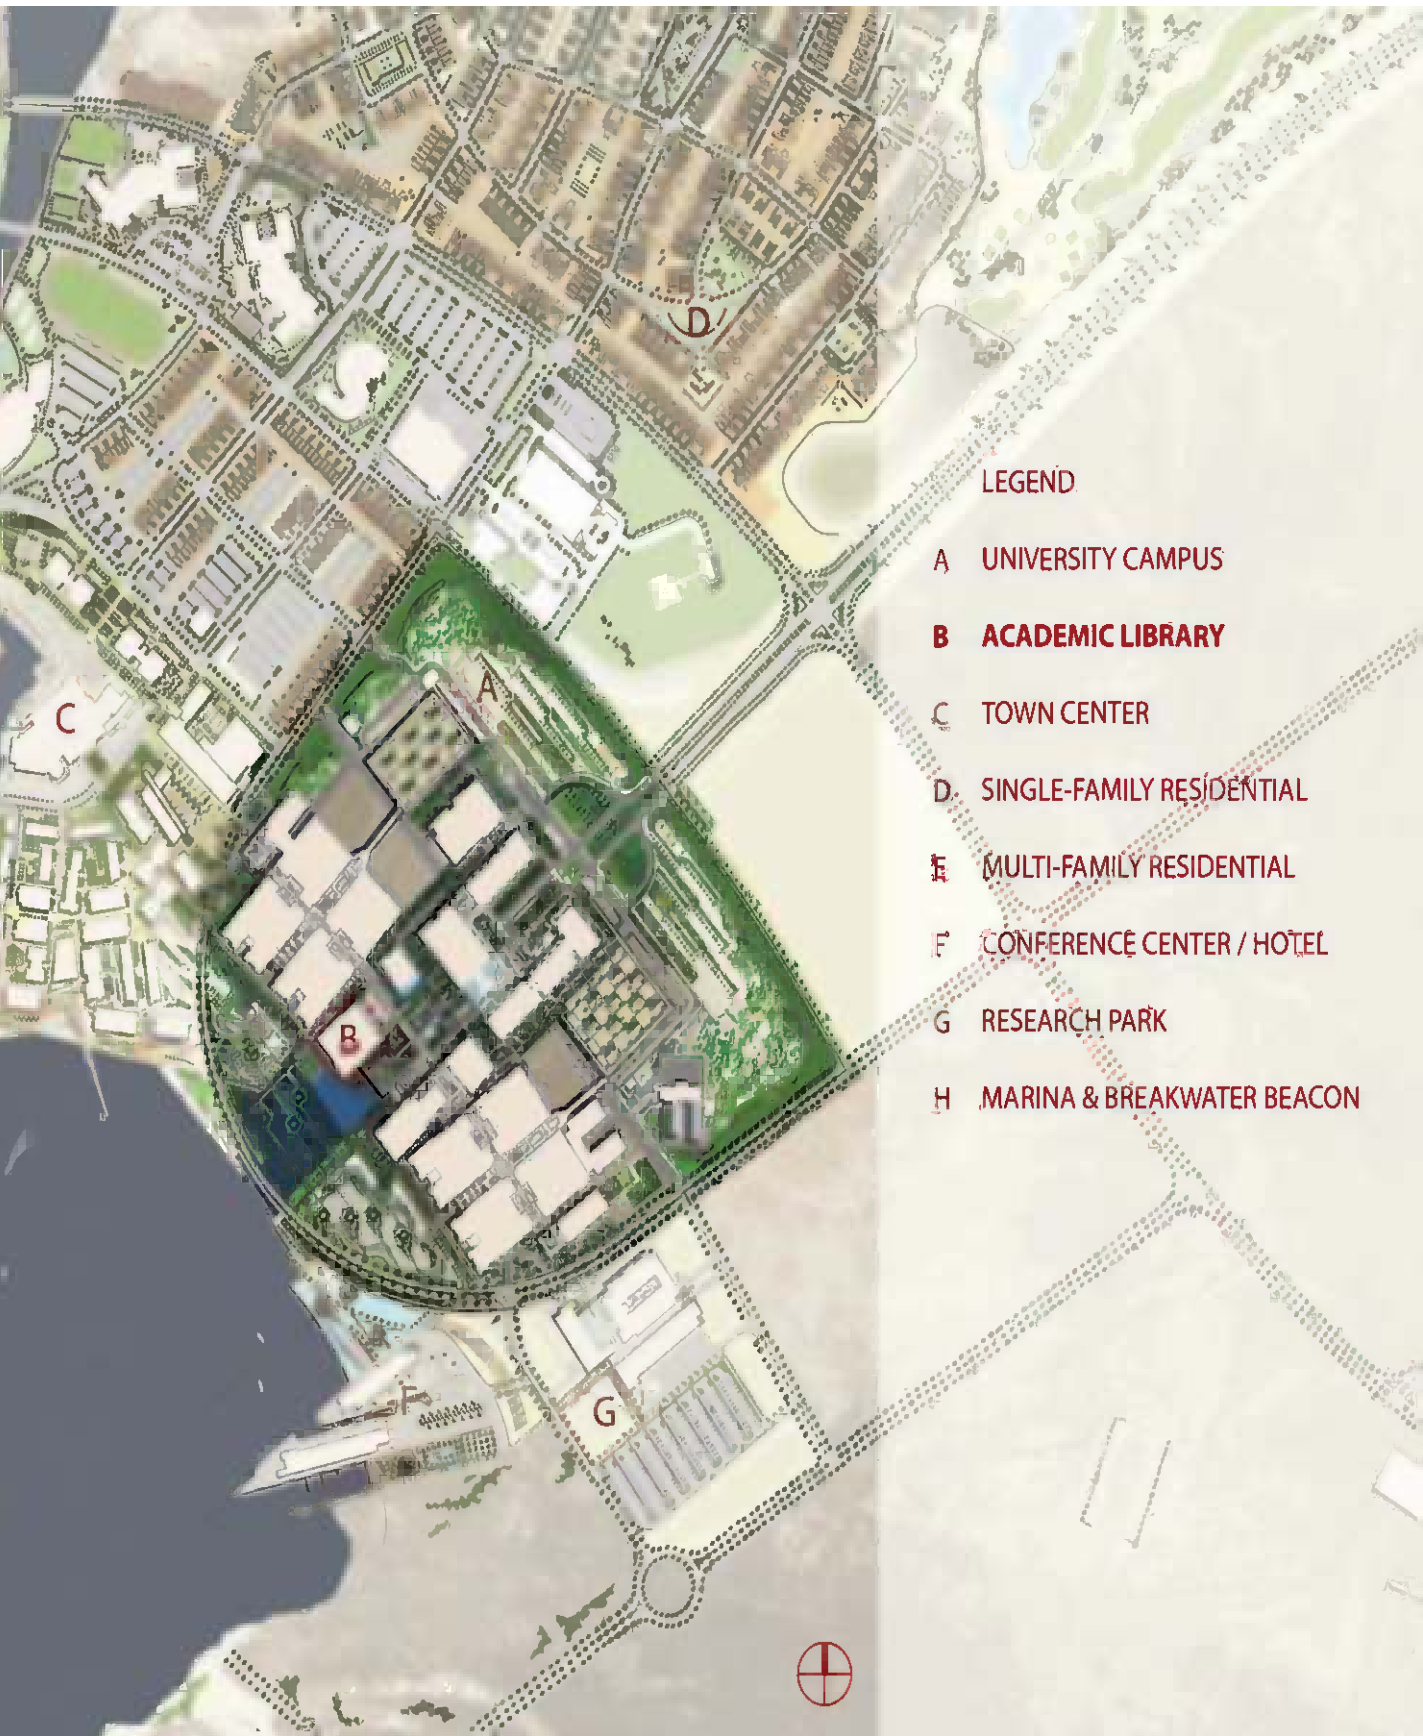 D
LEGEND
A UNIVERSITY CAMPUS
B ACADEMIC LIBRARY
A
C TOWN CENTER
C
D SINGLE-FAMILY RESIDENTIAL
E MULTI-FAMILY RESIDENTIAL
F CONFERENCE CENTER / HOTEL
G RESEARCH PARK
B
H MARINA & BREAKWATER BEACON
F
G